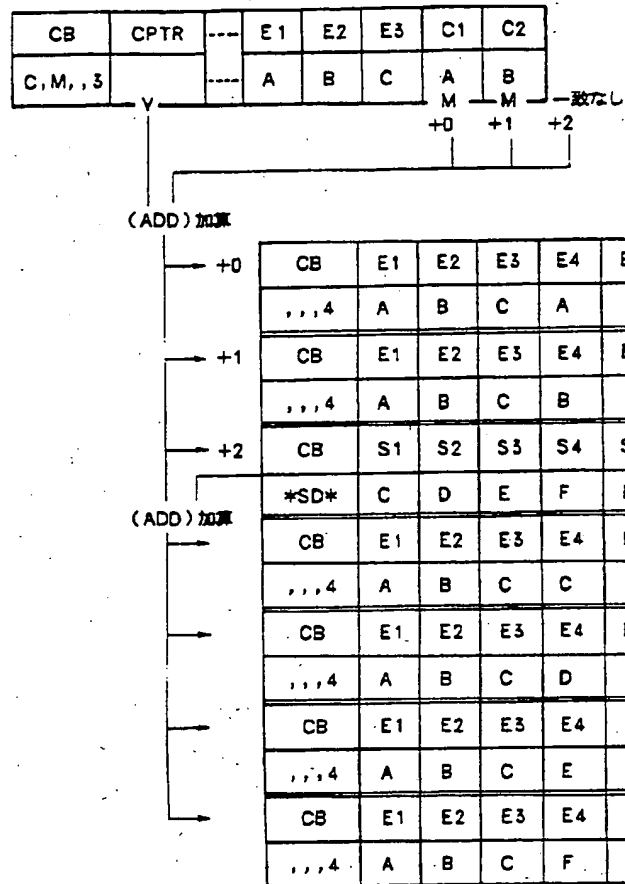 CB CPTR ---- E1 E2 E3 C1 C2
C,M,,3 ---- A B C A B
V M M 一致なし
+0 +1 +2
(ADD)加算
+0 CB E1 E2 E3 E4
,,,4 A B C A
+1 CB E1 E2 E3 E4
,,,4 A B C B
+2 CB S1 S2 S3 S4
*SD* C D E F
(ADD)加算
CB E1 E2 E3 E4
,,,4 A B C C
CB E1 E2 E3 E4
,,,4 A B C D
CB E1 E2 E3 E4
,,,4 A B C E
CB E1 E2 E3 E4
,,,4 A B C F